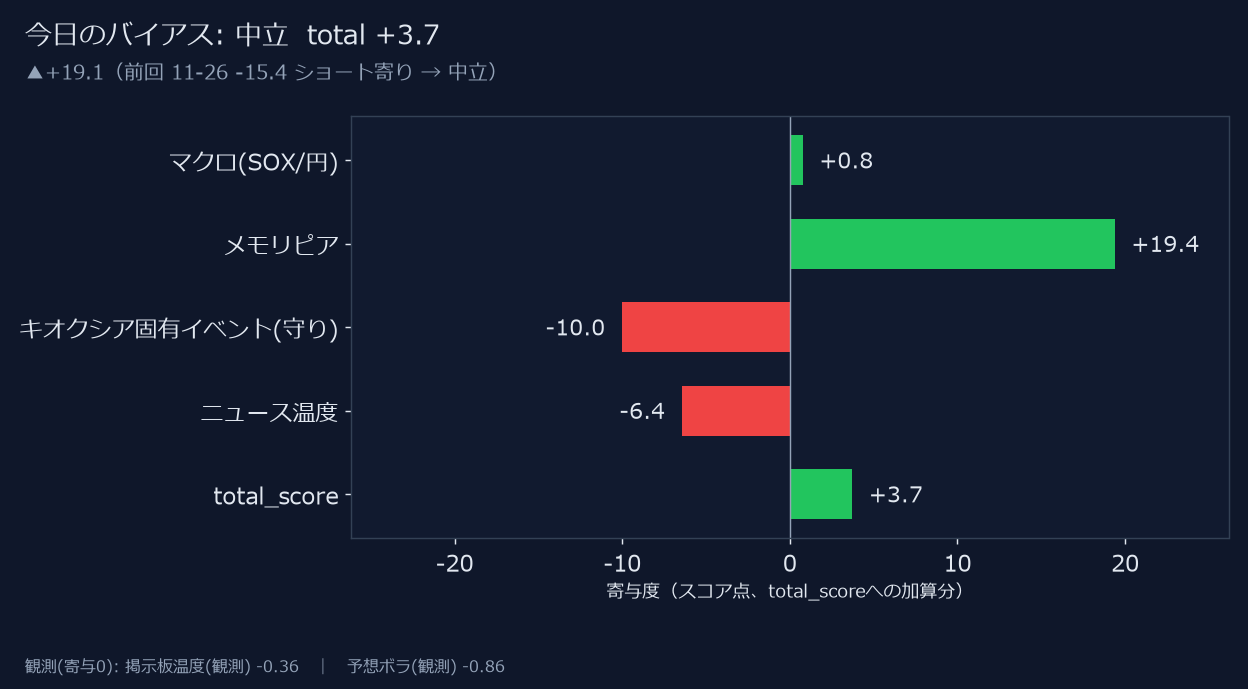 今日のバイアス: 中立  total +3.7
▲+19.1（前回 11-26 -15.4 ショート寄り → 中立）
マクロ(SOX/円) +0.8
メモリピア +19.4
キオクシア固有イベント(守り) -10.0
ニュース温度 -6.4
total_score +3.7
-20 -10 0 10 20
寄与度（スコア点、total_scoreへの加算分）
観測(寄与0): 掲示板温度(観測) -0.36 ｜ 予想ボラ(観測) -0.86